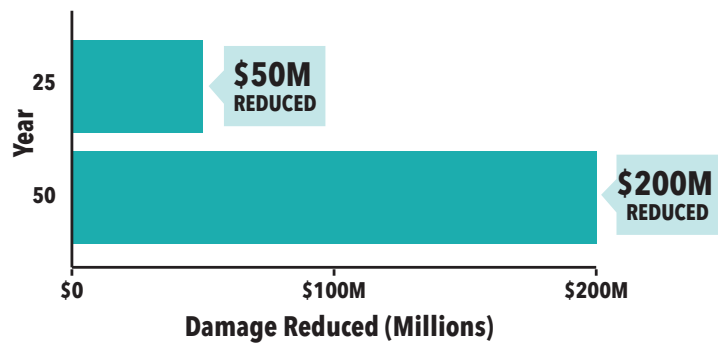 Year
25
$50M
REDUCED
50
$200M
REDUCED
$0
$100M
$200M
Damage Reduced (Millions)